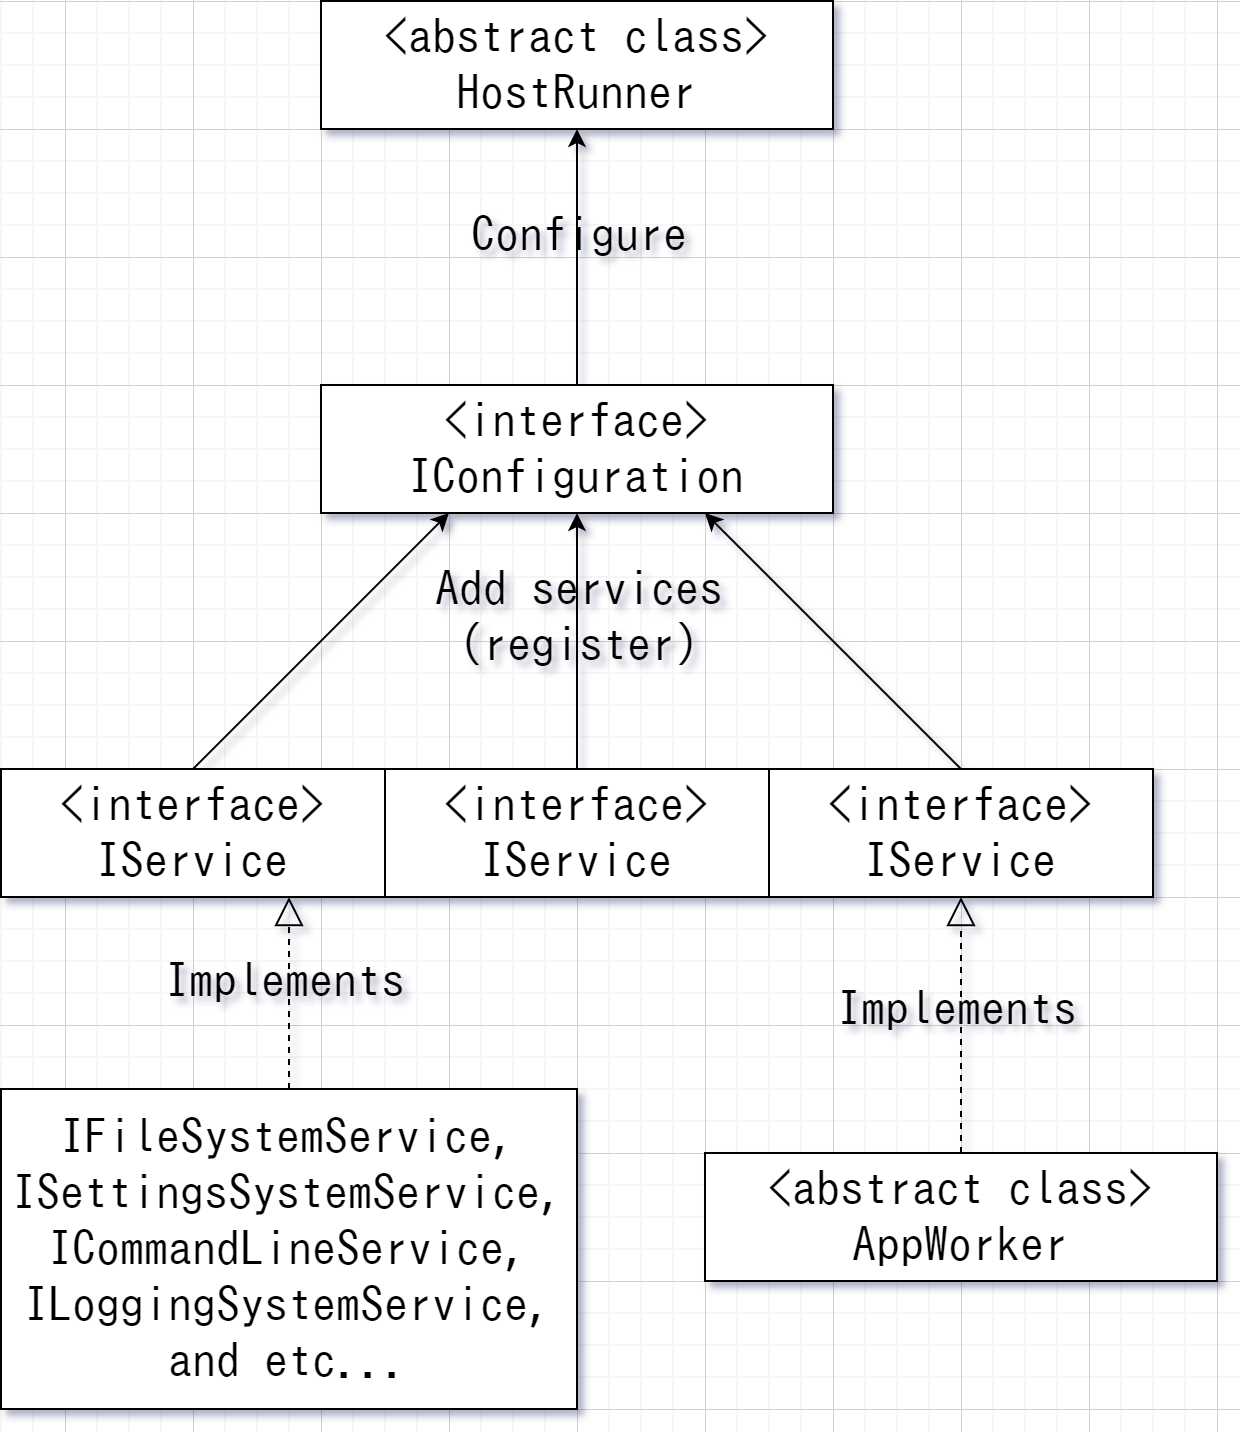 <abstract class>
HostRunner
Configure
<interface>
IConfiguration
Add services
(register)
<interface>
IService
<interface>
IService
<interface>
IService
Implements
Implements
IFileSystemService,
ISettingsSystemService,
ICommandLineService,
ILoggingSystemService,
and etc...
<abstract class>
AppWorker